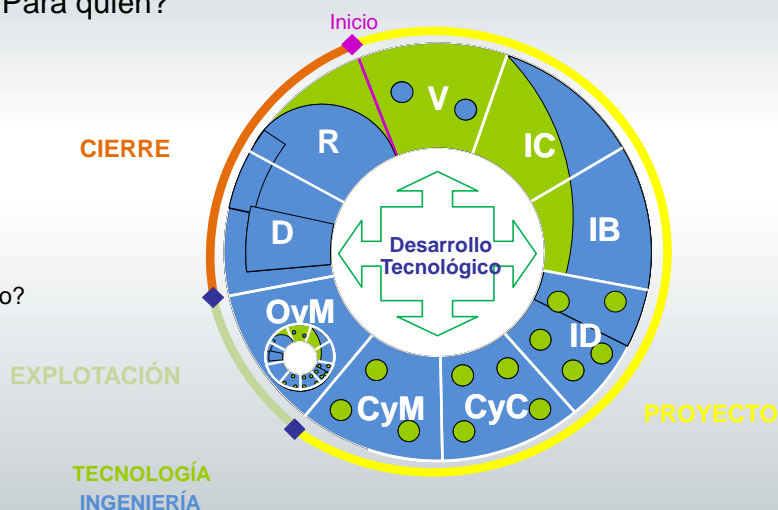 Para quién?
Inicio
V
IC
R
CIERRE
IB
D
Desarrollo
Tecnológico
o?
OyM
ID
EXPLOTACIÓN
CyM
CyC
PROYECTO
TECNOLOGÍA
INGENIERÍA